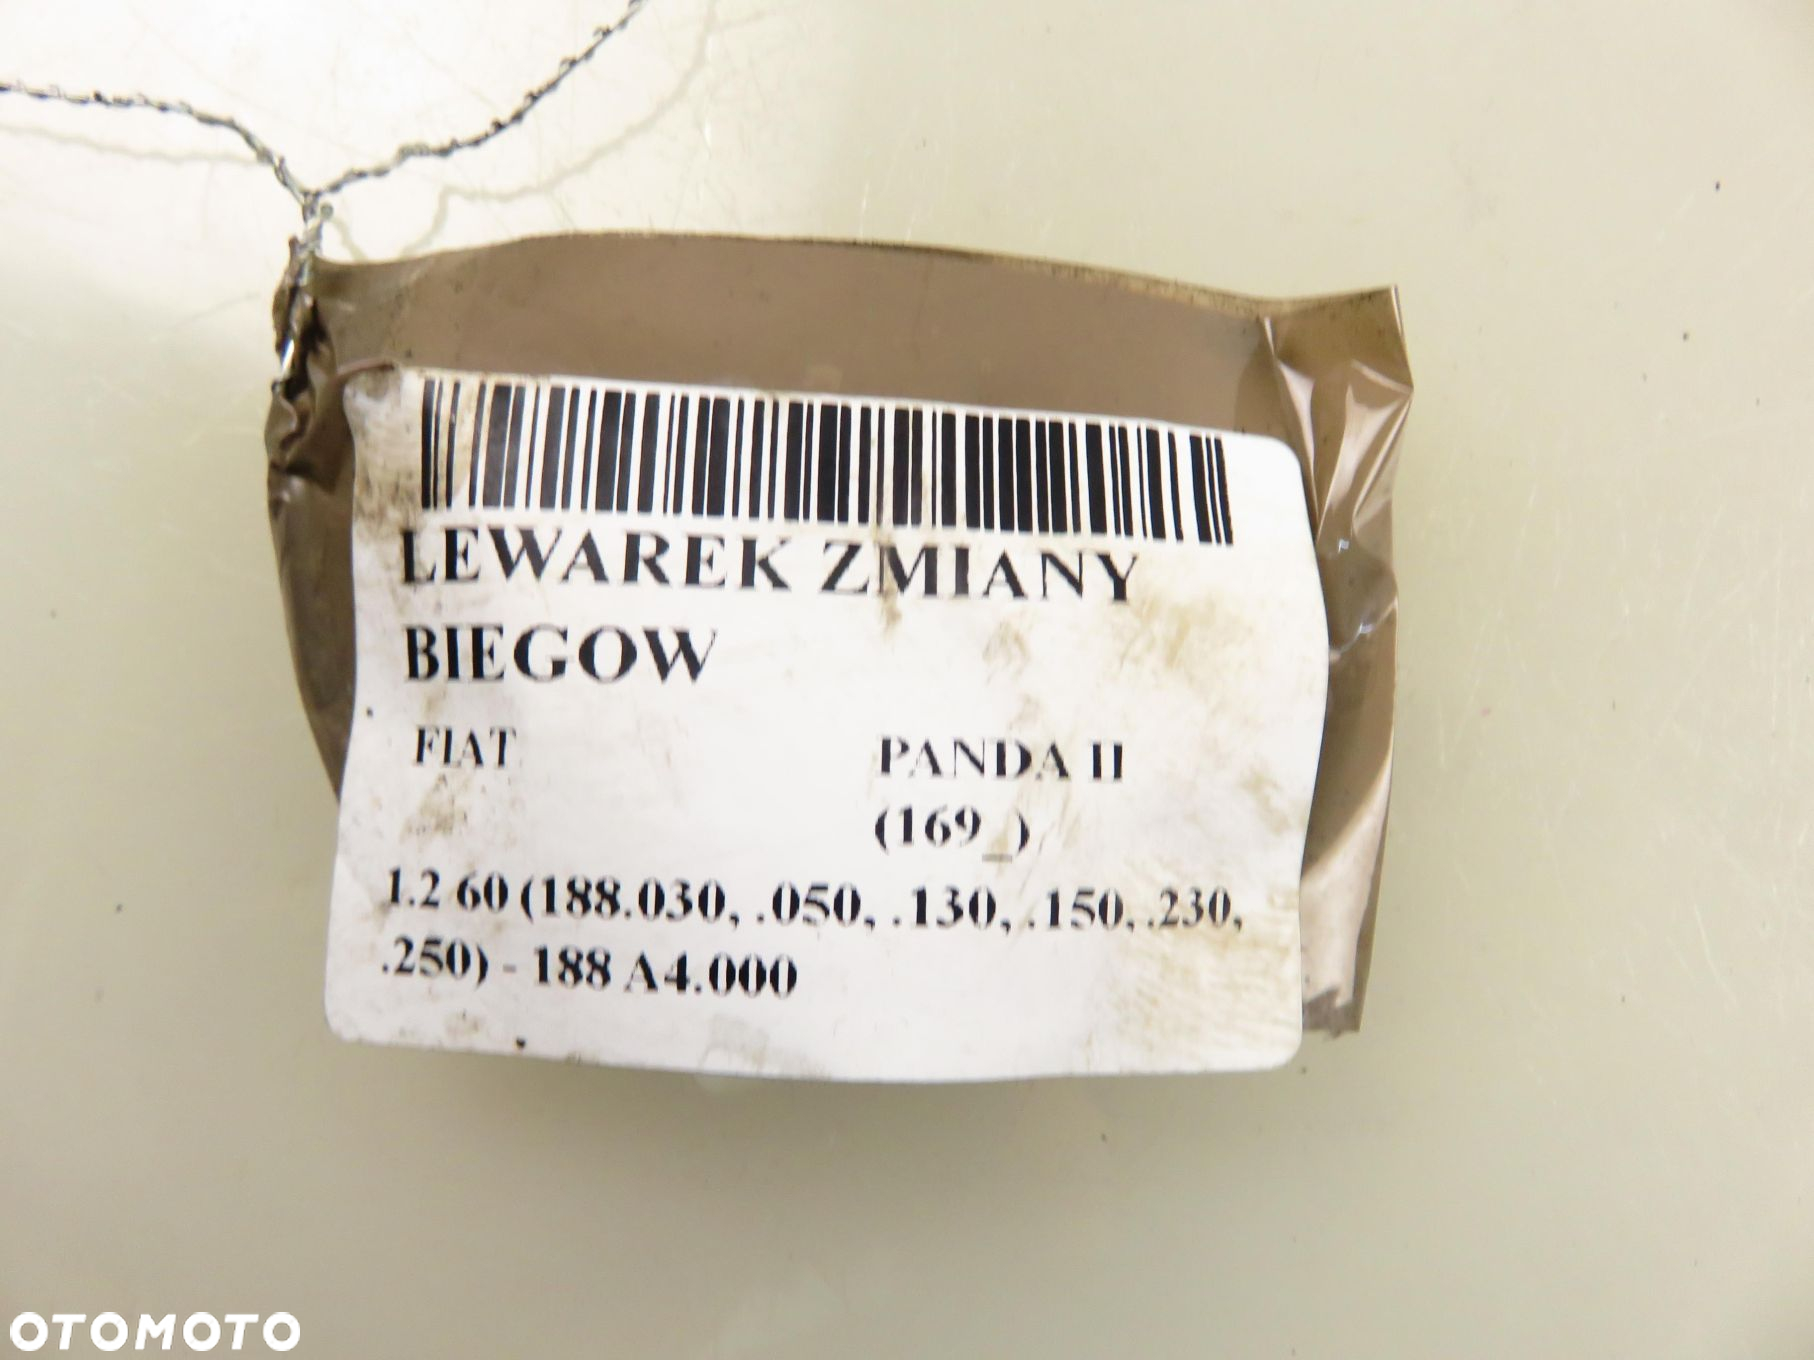 LEWAREK ZMIANY
BIEGOW
FIAT PANDA II
(169_)
1.2 60 (188.030, .050, .130, .150, .230,
.250) - 188 A4.000
OTOMOTO